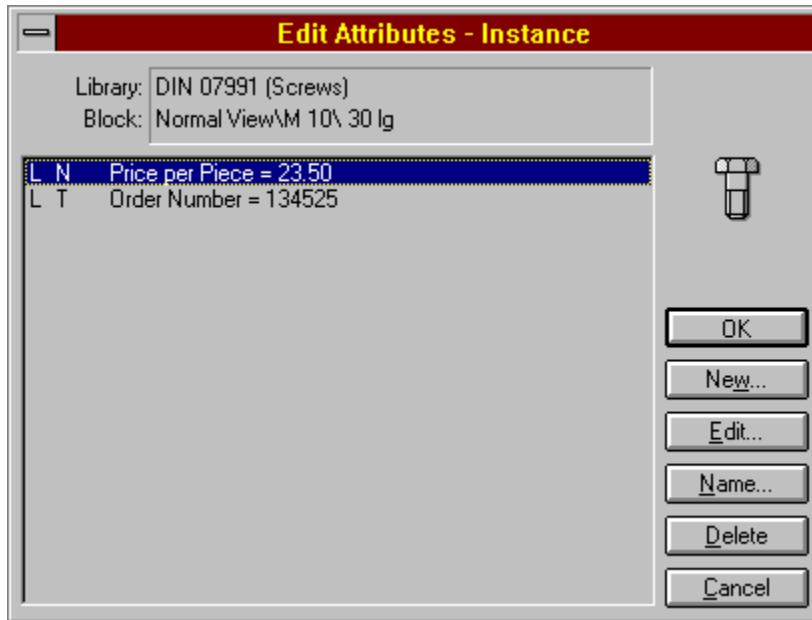 Edit Attributes - Instance
Library: DIN 07991 (Screws)
Block: Normal View\M 10\ 30 lg
L N Price per Piece = 23.50
L T Order Number = 134525
OK
New...
Edit...
Name...
Delete
Cancel